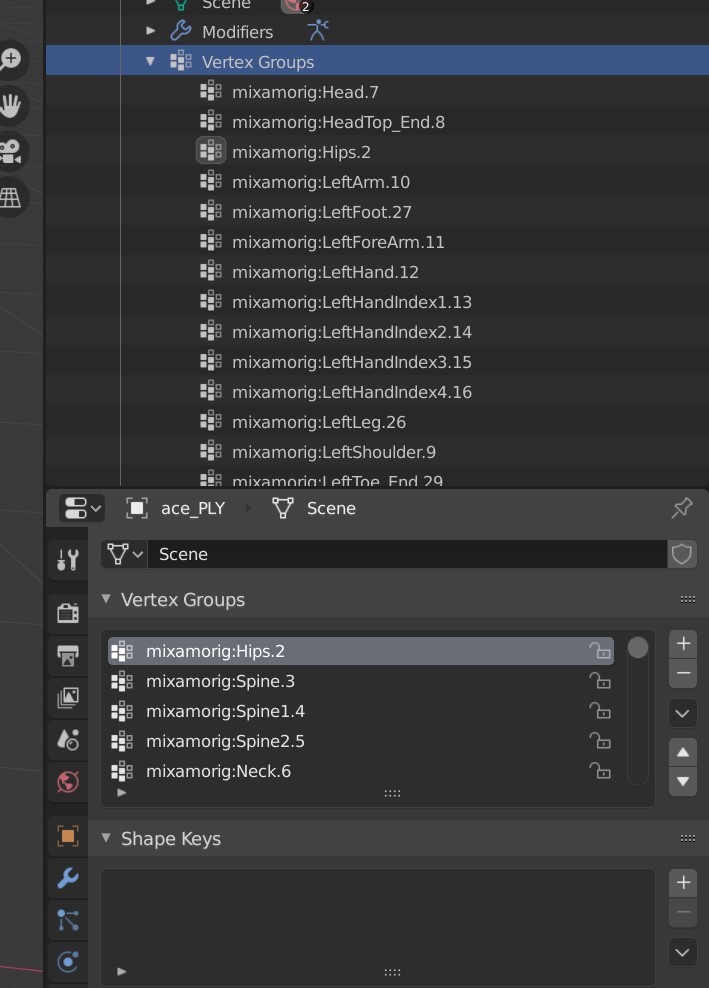 Scene
2
Modifiers
Vertex Groups
mixamorig:Head.7
mixamorig:HeadTop_End.8
mixamorig:Hips.2
mixamorig:LeftArm.10
mixamorig:LeftFoot.27
mixamorig:LeftForeArm.11
mixamorig:LeftHand.12
mixamorig:LeftHandIndex1.13
mixamorig:LeftHandIndex2.14
mixamorig:LeftHandIndex3.15
mixamorig:LeftHandIndex4.16
mixamorig:LeftLeg.26
mixamorig:LeftShoulder.9
mixamorig:LeftToe_End.29
ace_PLY Scene
Scene
Vertex Groups
mixamorig:Hips.2
mixamorig:Spine.3
mixamorig:Spine1.4
mixamorig:Spine2.5
mixamorig:Neck.6
Shape Keys